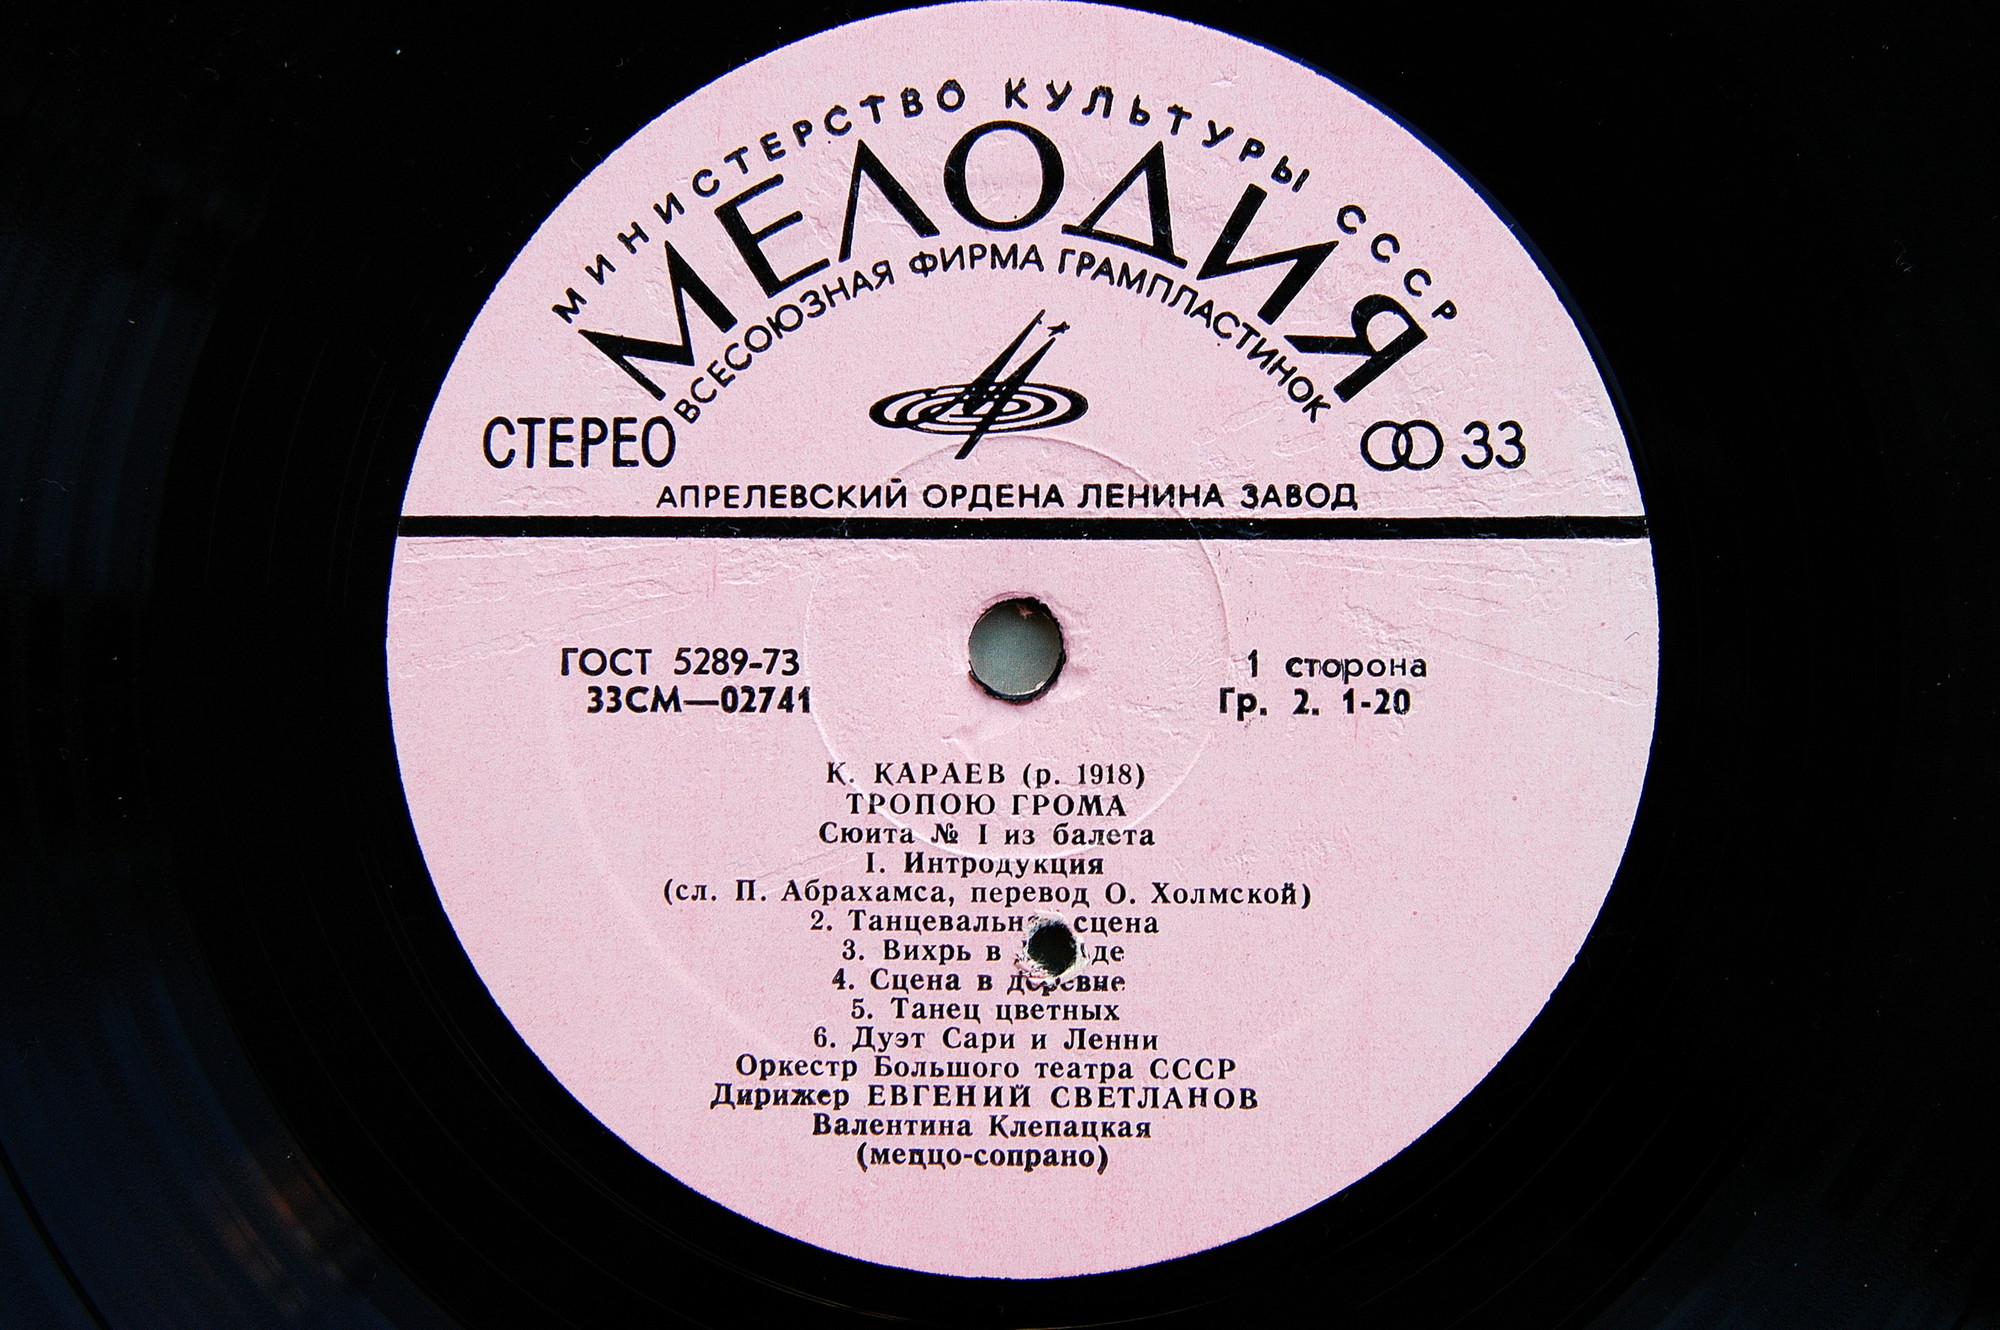 МИНИСТЕРСТВО КУЛЬТУРЫ СССР
МЕЛОДИЯ
ВСЕСОЮЗНАЯ ФИРМА ГРАМПЛАСТИНОК
СТЕРЕО
33
АПРЕЛЕВСКИЙ ОРДЕНА ЛЕНИНА ЗАВОД
ГОСТ 5289-73
33СМ—02741
1 сторона
Гр. 2. 1-20
К. КАРАЕВ (р. 1918)
ТРОПОЮ ГРОМА
Сюита № I из балета
I. Интродукция
(сл. П. Абрахамса, перевод О. Холмской)
2. сцена
3. Вихрь в
4. Сцена в деревне
5. Танец цветных
6. Дуэт Сари и Ленни
Оркестр Большого театра СССР
Дирижер ЕВГЕНИЙ СВЕТЛАНОВ
Валентина Клепацкая
(меццо-сопрано)